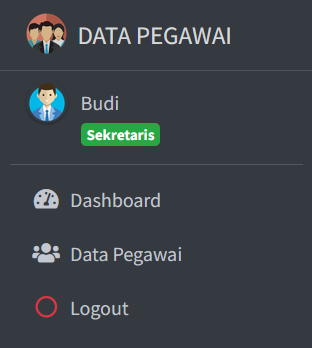 DATA PEGAWAI
Budi
Sekretaris
Dashboard
Data Pegawai
Logout